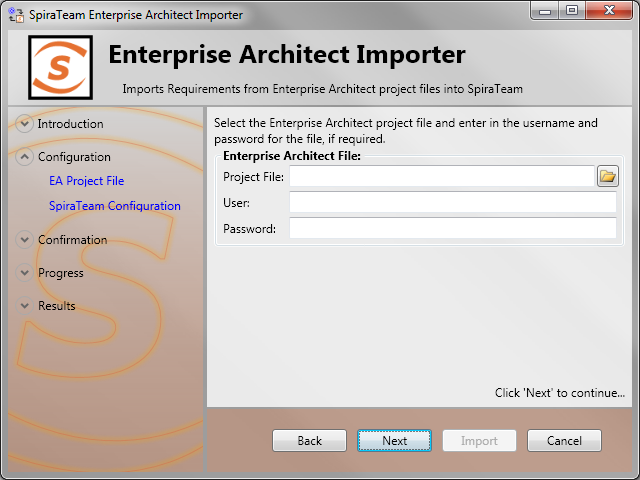 SpiraTeam Enterprise Architect Importer
S
Enterprise Architect Importer
Imports Requirements from Enterprise Architect project files into SpiraTeam
Introduction
Configuration
EA Project File
SpiraTeam Configuration
Confirmation
Progress
Results
Select the Enterprise Architect project file and enter in the username and
password for the file, if required.
Enterprise Architect File:
Project File:
User:
Password:
Click 'Next' to continue...
Back
Next
Import
Cancel